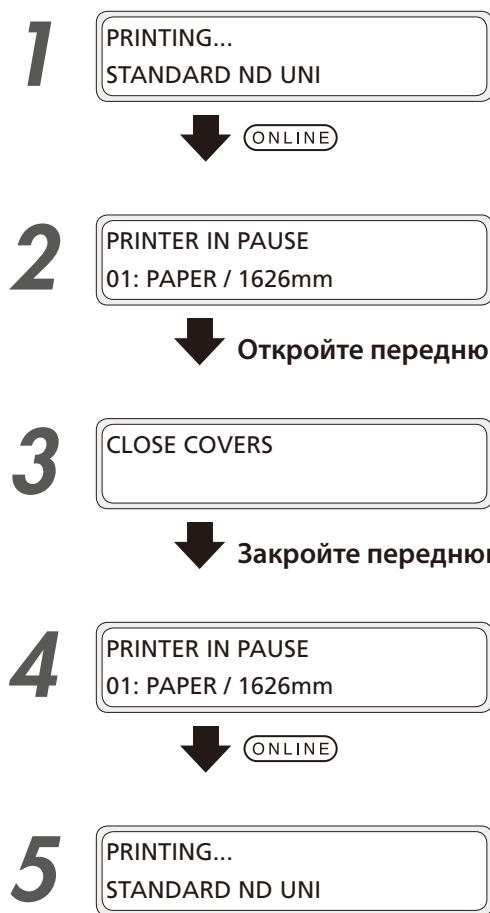 1
PRINTING...
STANDARD ND UNI
ONLINE
2
PRINTER IN PAUSE
01: PAPER / 1626mm
Откройте передню
3
CLOSE COVERS
Закройте передню
4
PRINTER IN PAUSE
01: PAPER / 1626mm
ONLINE
5
PRINTING...
STANDARD ND UNI